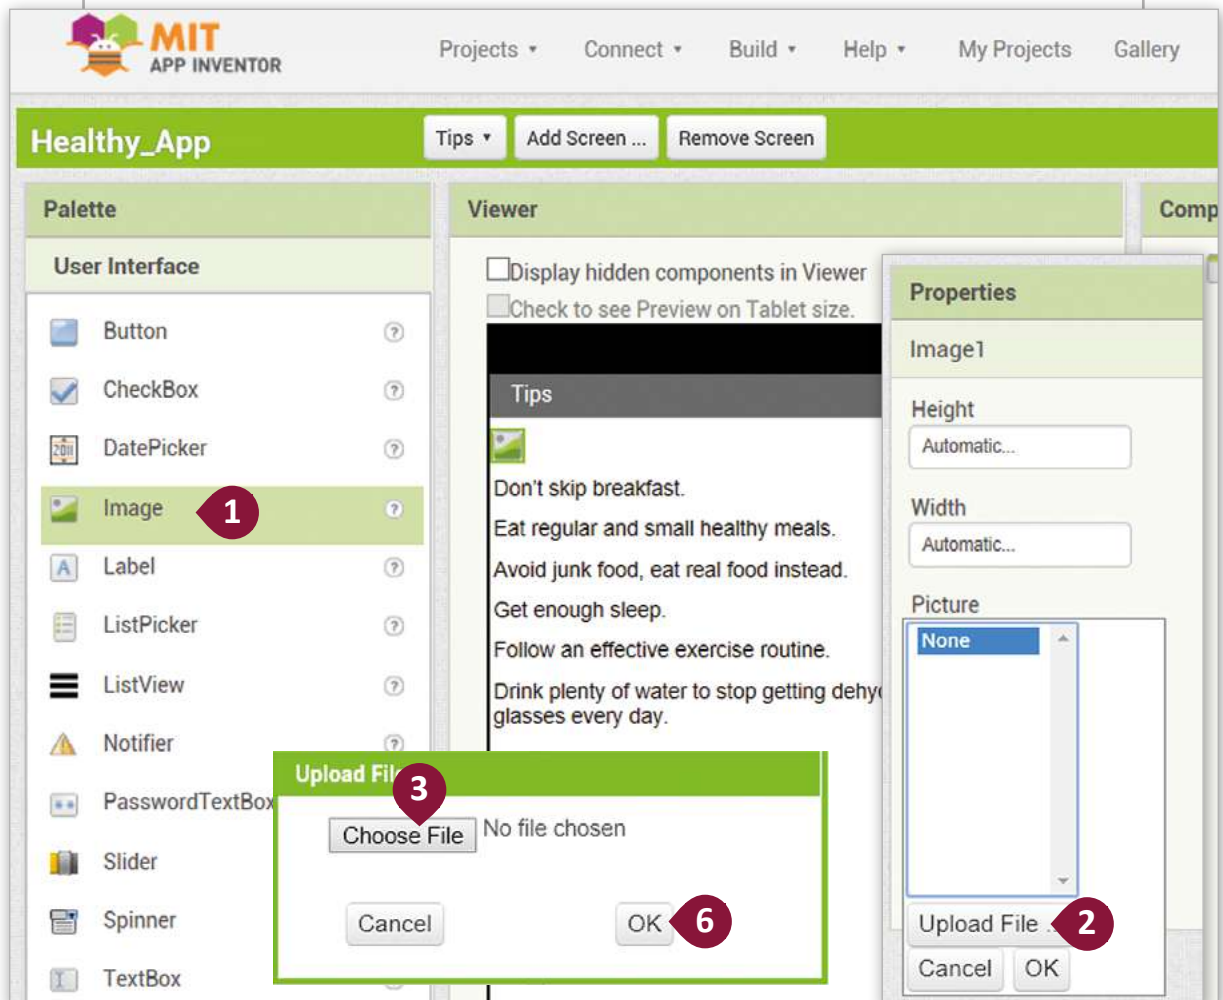 MIT
APP INVENTOR
Projects Connect Build Help My Projects Gallery
Healthy_App
Tips Add Screen ... Remove Screen
Palette
User Interface
Button
CheckBox
2011 DatePicker
Image 1
A Label
ListPicker
ListView
Notifier
PasswordTextBox
Slider
Spinner
TextBox
Viewer
Display hidden components in Viewer
Check to see Preview on Tablet size.
Tips
Don't skip breakfast.
Eat regular and small healthy meals.
Avoid junk food, eat real food instead.
Get enough sleep.
Follow an effective exercise routine.
Drink plenty of water to stop getting dehy
glasses every day.
Comp
Properties
Image1
Height
Automatic...
Width
Automatic...
Picture
None
Upload File .. 2
Cancel OK
Upload File
3
Choose File No file chosen
Cancel OK 6